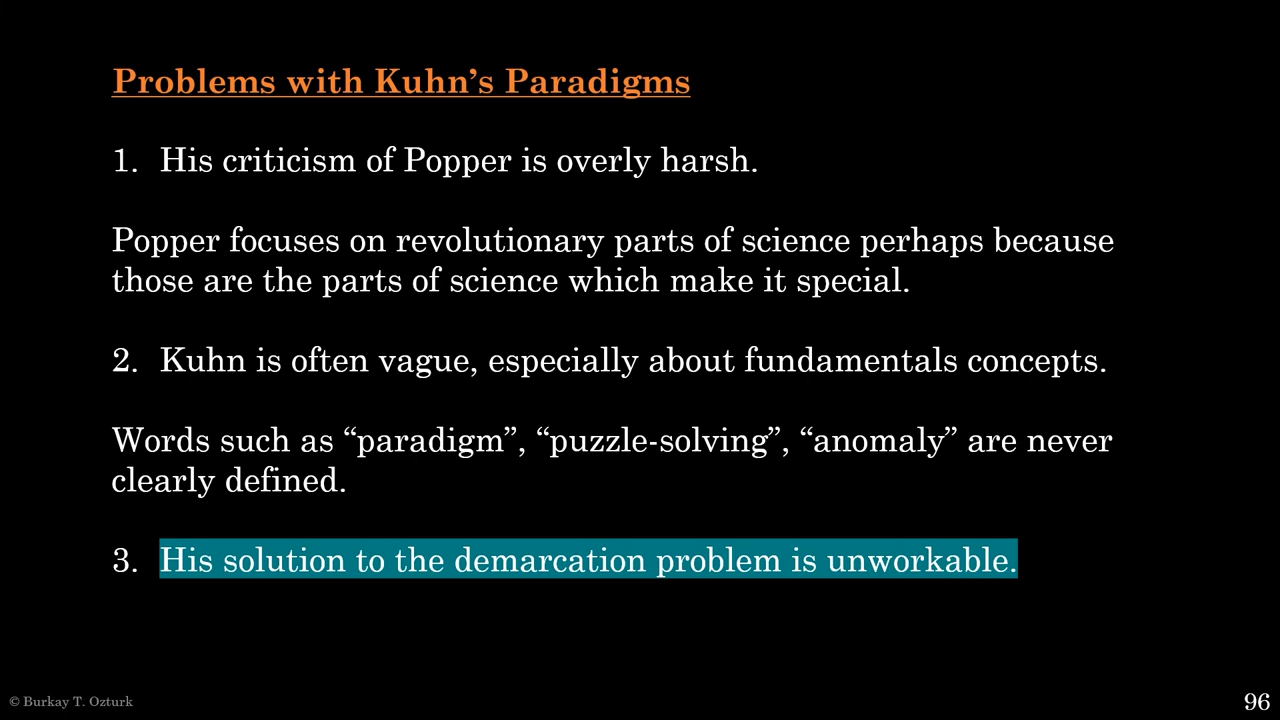 Problems with Kuhn’s Paradigms
1. His criticism of Popper is overly harsh.
Popper focuses on revolutionary parts of science perhaps because
those are the parts of science which make it special.
2. Kuhn is often vague, especially about fundamentals concepts.
Words such as “paradigm”, “puzzle-solving”, “anomaly” are never
clearly defined.
3. His solution to the demarcation problem is unworkable.
© Burkay T. Ozturk
96